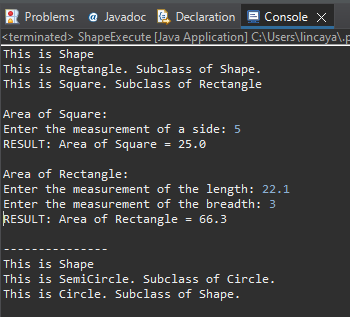 Problems @ Javadoc Declaration Console
<terminated> ShapeExecute [Java Application] C:\Users\lincaya\.p
This is Shape
This is Regtangle. Subclass of Shape.
This is Square. Subclass of Rectangle
Area of Square:
Enter the measurement of a side: 5
RESULT: Area of Square = 25.0
Area of Rectangle:
Enter the measurement of the length: 22.1
Enter the measurement of the breadth: 3
RESULT: Area of Rectangle = 66.3
---------------
This is Shape
This is SemiCircle. Subclass of Circle.
This is Circle. Subclass of Shape.